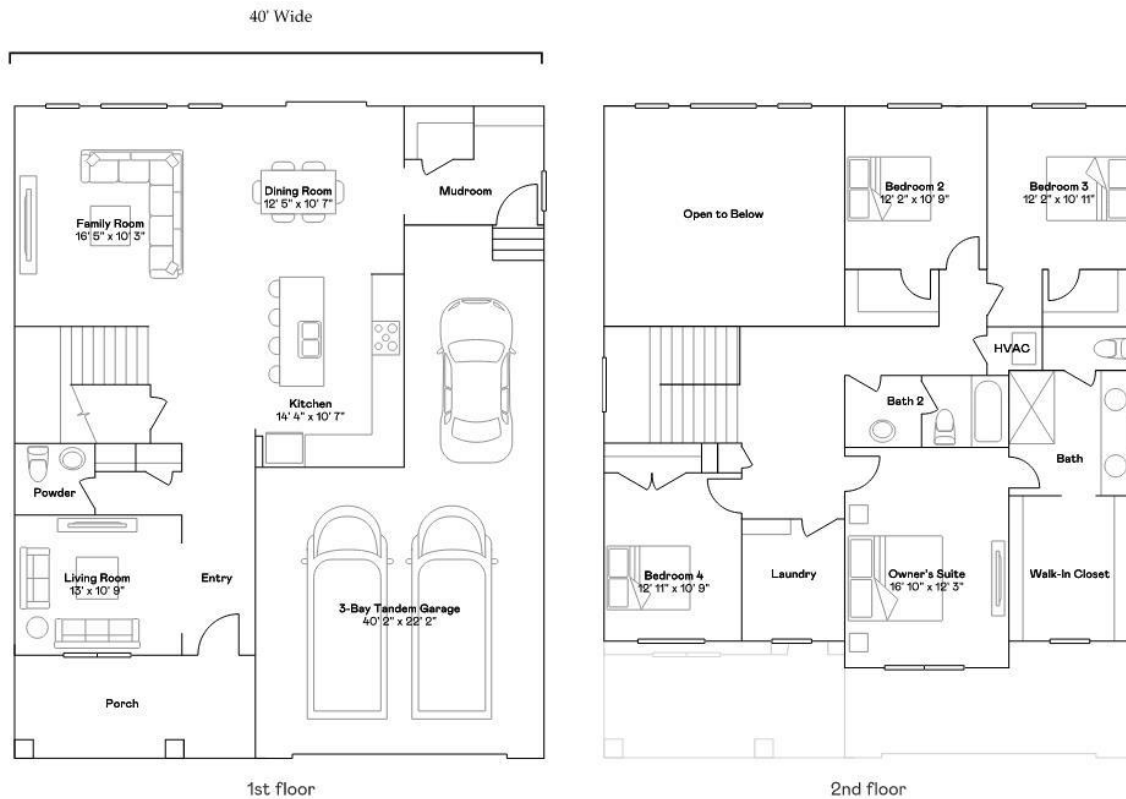 40' Wide
Dining Room
12' 5" x 10' 7"
Mudroom
Family Room
16' 5" x 10' 3"
Kitchen
14' 4" x 10' 7"
Powder
Living Room
13' x 10' 9"
Entry
3-Bay Tandem Garage
40' 2" x 22' 2"
Porch
1st floor
Bedroom 2
12' 2" x 10' 9"
Bedroom 3
12' 2" x 10' 11"
Open to Below
HVAC
Bath 2
Bath
Bedroom 4
12' 11" x 10' 9"
Laundry
Owner's Suite
16' 10" x 12' 3"
Walk-In Closet
2nd floor